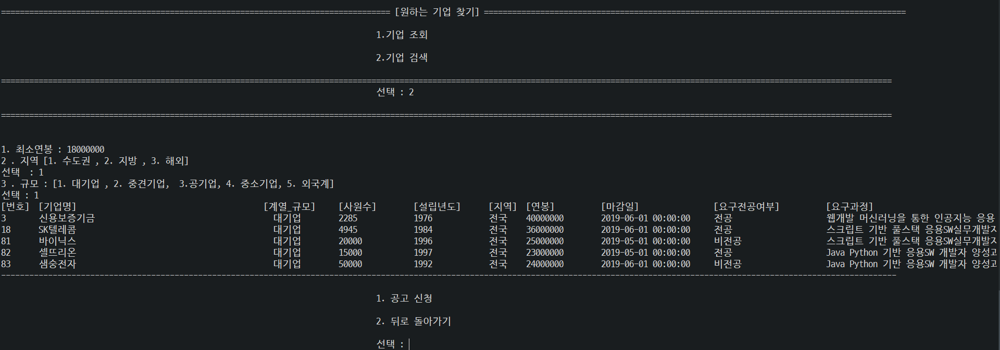 =================================================================================== [원하는 기업 찾기] ==========================================================================================
1.기업 조회
2.기업 검색
==============================================================================================================================================================================================
선택 : 2
==============================================================================================================================================================================================
1. 최소연봉 : 18000000
2 . 지역 [1. 수도권 , 2. 지방 , 3. 해외]
선택  : 1
3 . 규모 : [1. 대기업 , 2. 중견기업,  3.공기업, 4. 중소기업, 5. 외국계]
선택 : 1
[번호] [기업명] [계열_규모] [사원수] [설립년도] [지역] [연봉] [마감일] [요구전공여부] [요구과정]
3 신용보증기금 대기업 2285 1976 전국 40000000 2019-06-01 00:00:00 전공 웹개발 머신러닝을 통한 인공지능 응용
18 SK텔레콤 대기업 4945 1984 전국 36000000 2019-06-01 00:00:00 전공 스크립트 기반 풀스택 응용SW실무개발자
81 바이닉스 대기업 20000 1996 전국 25000000 2019-05-01 00:00:00 비전공 스크립트 기반 풀스택 응용SW실무개발자
82 셀뜨리온 대기업 15000 1997 전국 23000000 2019-05-01 00:00:00 전공 Java Python 기반 응용SW 개발자 양성과
83 샘숭전자 대기업 50000 1992 전국 24000000 2019-06-01 00:00:00 비전공 Java Python 기반 응용SW 개발자 양성과
-----------------------------------------------------------------------------------------------------------------------------------------------------------------------------------------------
1. 공고 신청
2. 뒤로 돌아가기
선택 :